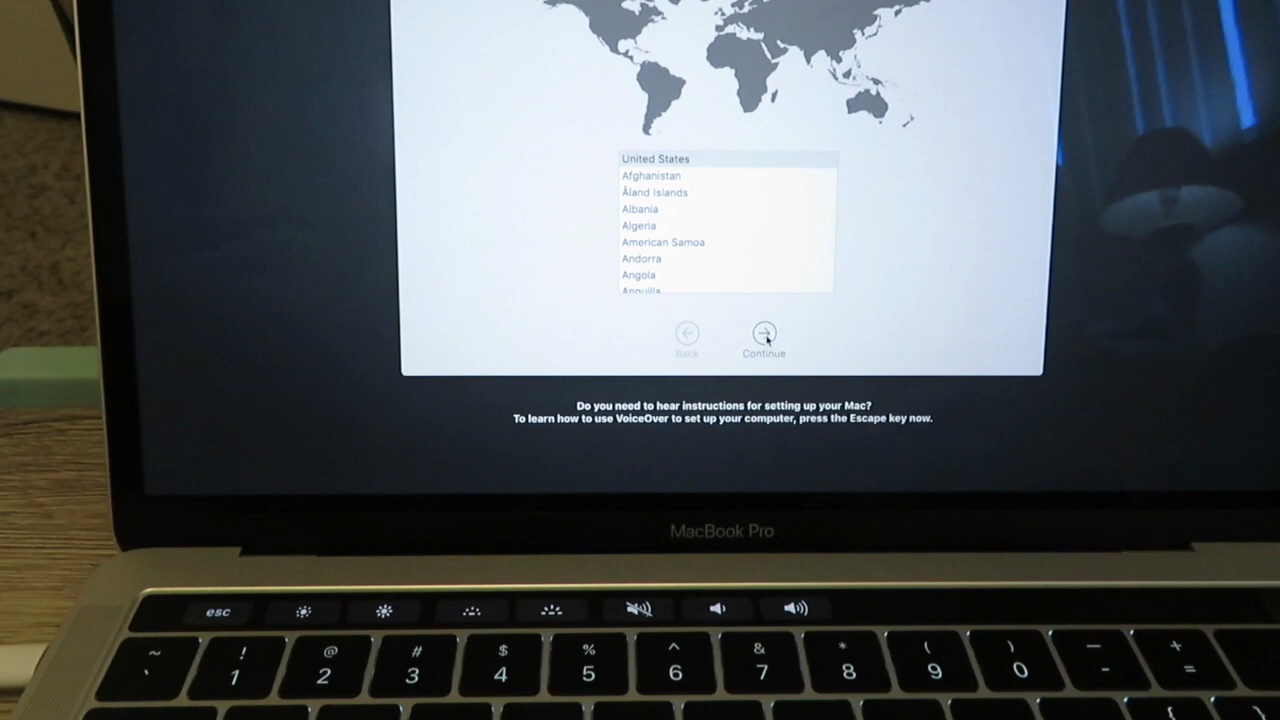 United States
Afghanistan
Åland Islands
Albania
Algeria
American Samoa
Andorra
Angola
Anguilla
Back
Continue
Do you need to hear instructions for setting up your Mac?
To learn how to use VoiceOver to set up your computer, press the Escape key now.
MacBook Pro
esc
~ ! @ # $ % ^ & * ( ) — +
` 1 2 3 4 5 6 7 8 9 0 - =
{ }